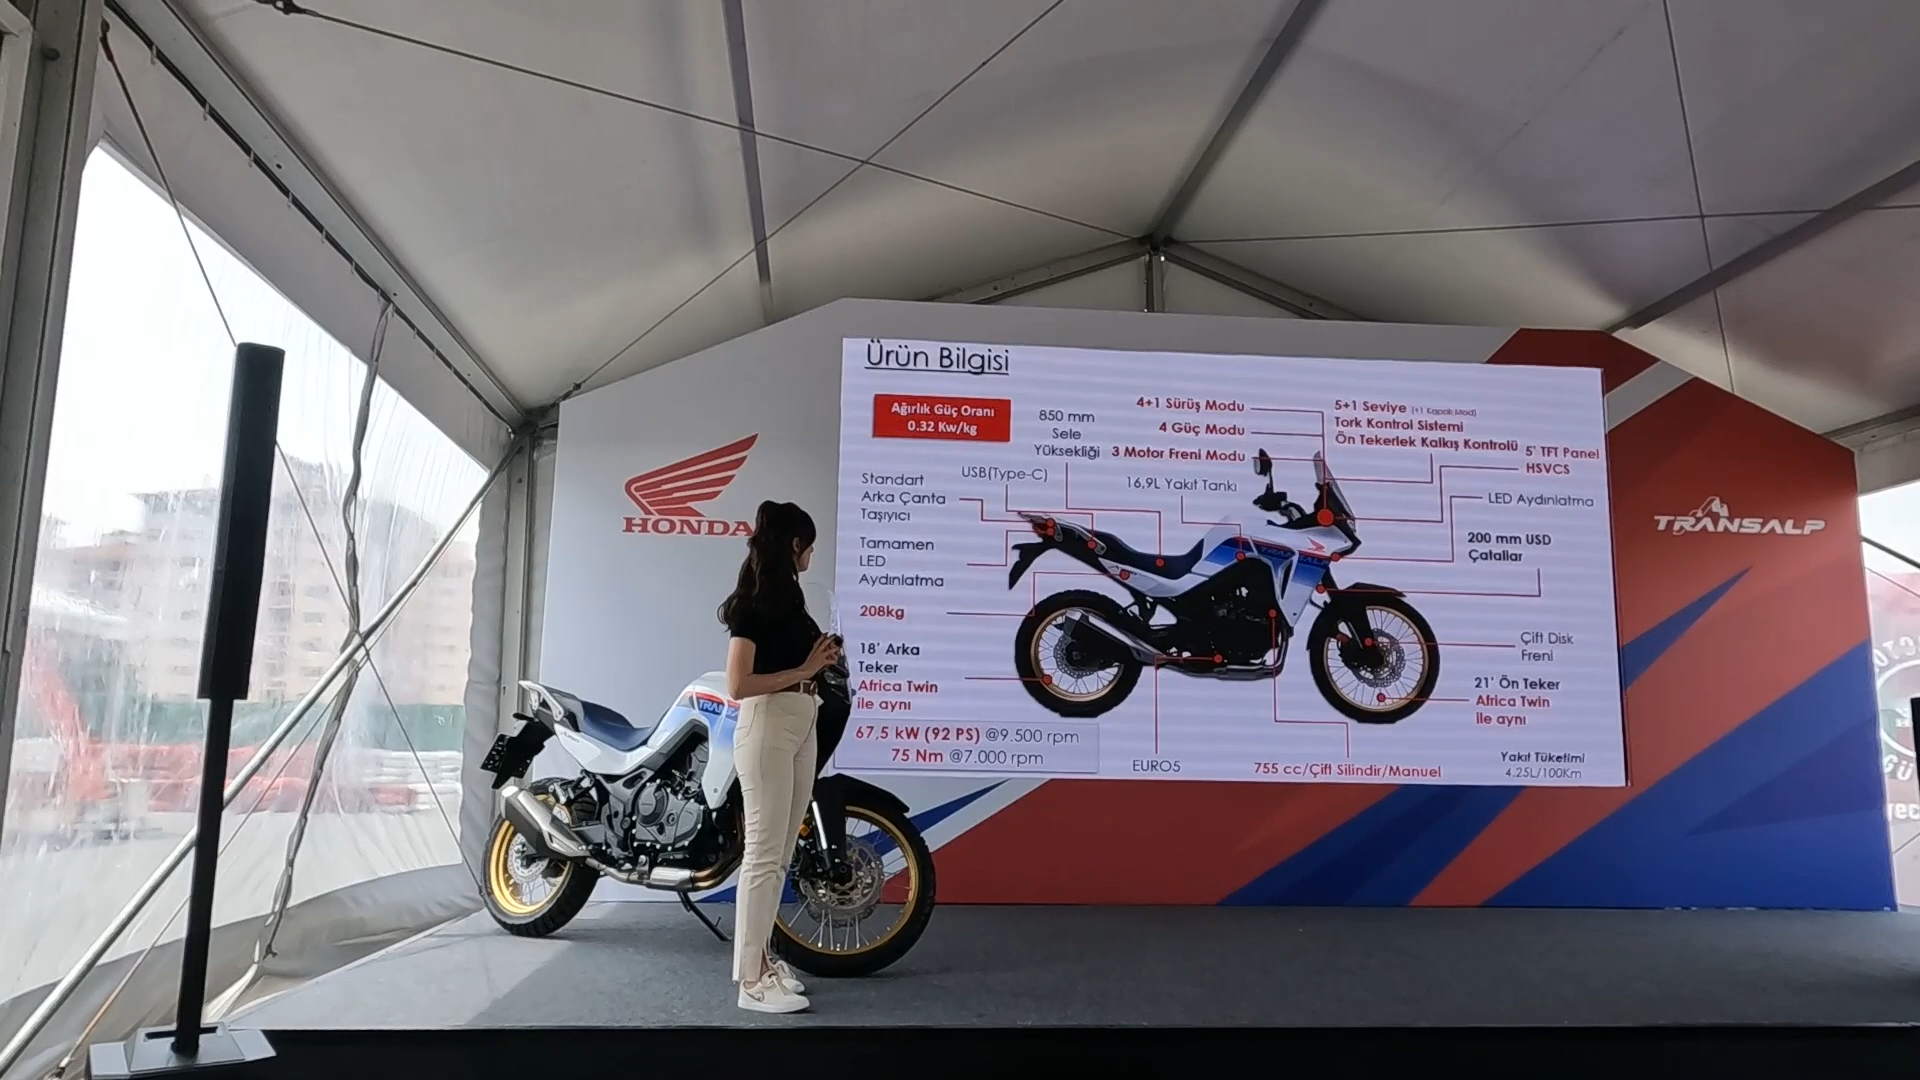 Ürün Bilgisi
Ağırlık Güç Oranı
0.32 Kw/kg
850 mm
Sele
Yüksekliği
4+1 Sürüş Modu
4 Güç Modu
3 Motor Freni Modu
5+1 Seviye (+1 Kapalı Mod)
Tork Kontrol Sistemi
Ön Tekerlek Kalkış Kontrolü
5' TFT Panel
HSVCS
USB(Type-C)
16,9L Yakıt Tankı
LED Aydınlatma
Standart
Arka Çanta
Taşıyıcı
200 mm USD
Çatallar
Tamamen
LED
Aydınlatma
208kg
18' Arka
Teker
Africa Twin
ile aynı
Çift Disk
Freni
21' Ön Teker
Africa Twin
ile aynı
67,5 kW (92 PS) @9.500 rpm
75 Nm @7.000 rpm
EURO5
755 cc/Çift Silindir/Manuel
Yakıt Tüketimi
4.25L/100Km
HONDA
TRANSALP